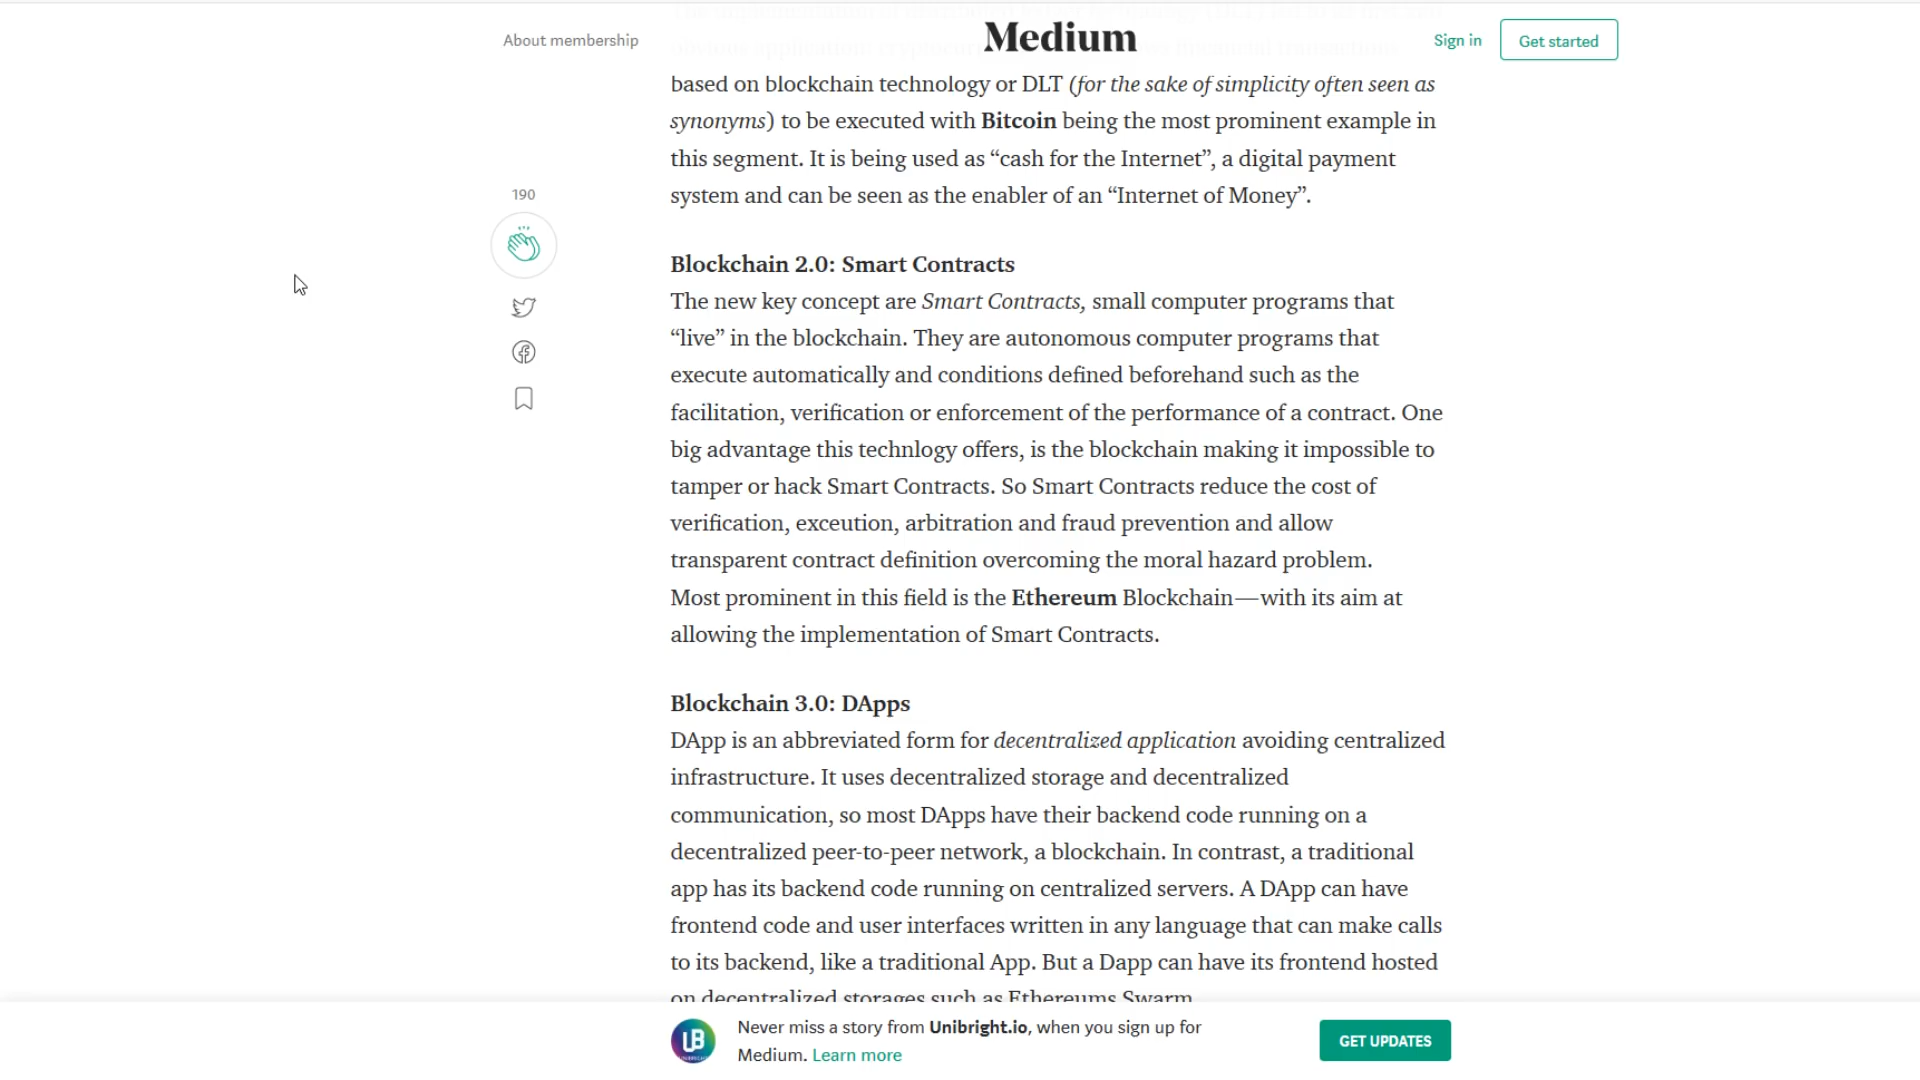 About membership
Medium
Sign in
Get started
based on blockchain technology or DLT (for the sake of simplicity often seen as
synonyms) to be executed with Bitcoin being the most prominent example in
this segment. It is being used as “cash for the Internet”, a digital payment
system and can be seen as the enabler of an “Internet of Money”.
190
Blockchain 2.0: Smart Contracts
The new key concept are Smart Contracts, small computer programs that
“live” in the blockchain. They are autonomous computer programs that
execute automatically and conditions defined beforehand such as the
facilitation, verification or enforcement of the performance of a contract. One
big advantage this technlogy offers, is the blockchain making it impossible to
tamper or hack Smart Contracts. So Smart Contracts reduce the cost of
verification, exceution, arbitration and fraud prevention and allow
transparent contract definition overcoming the moral hazard problem.
Most prominent in this field is the Ethereum Blockchain—with its aim at
allowing the implementation of Smart Contracts.
Blockchain 3.0: DApps
DApp is an abbreviated form for decentralized application avoiding centralized
infrastructure. It uses decentralized storage and decentralized
communication, so most DApps have their backend code running on a
decentralized peer-to-peer network, a blockchain. In contrast, a traditional
app has its backend code running on centralized servers. A DApp can have
frontend code and user interfaces written in any language that can make calls
to its backend, like a traditional App. But a Dapp can have its frontend hosted
on decentralized storages such as Ethereums Swarm.
UB
Never miss a story from Unibright.io, when you sign up for
Medium. Learn more
GET UPDATES